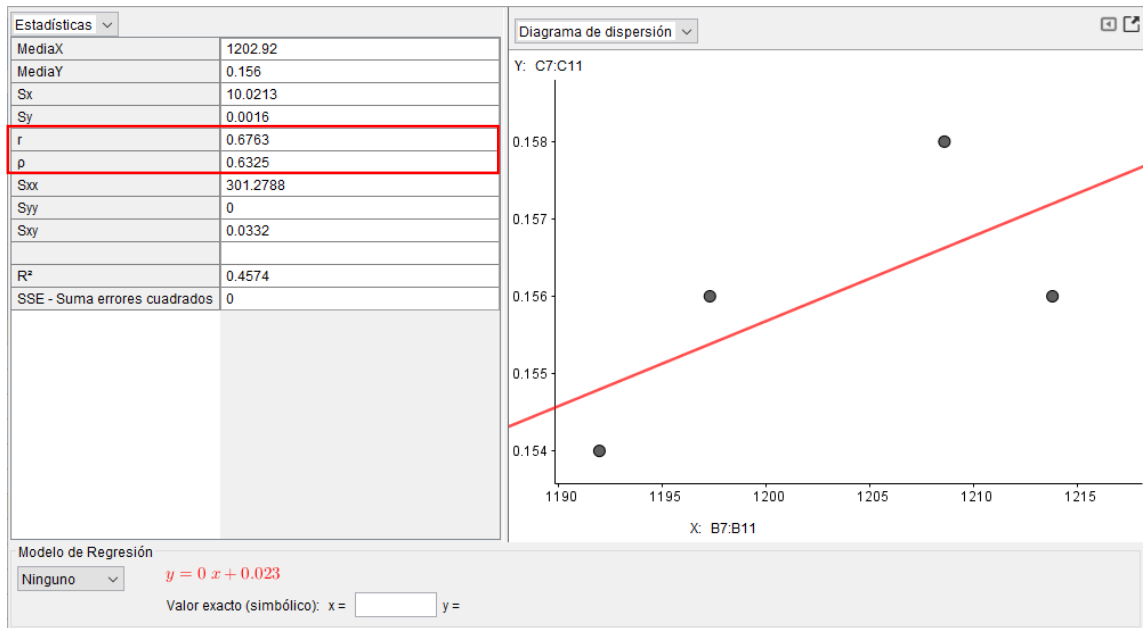 Estadísticas
MediaX 1202.92
MediaY 0.156
Sx 10.0213
Sy 0.0016
r 0.6763
ρ 0.6325
Sxx 301.2788
Syy 0
Sxy 0.0332
R² 0.4574
SSE - Suma errores cuadrados 0
Diagrama de dispersión
Y: C7:C11
0.158
0.157
0.156
0.155
0.154
1190 1195 1200 1205 1210 1215
X: B7:B11
Modelo de Regresión
Ninguno y = 0 x + 0.023
Valor exacto (simbólico): x = y =